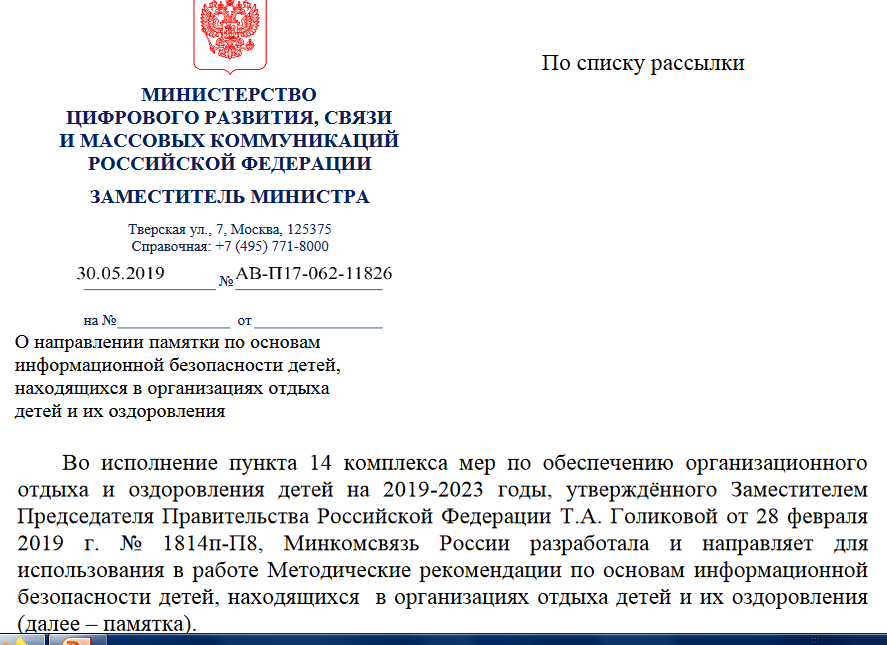 По списку рассылки
МИНИСТЕРСТВО
ЦИФРОВОГО РАЗВИТИЯ, СВЯЗИ
И МАССОВЫХ КОММУНИКАЦИЙ
РОССИЙСКОЙ ФЕДЕРАЦИИ
ЗАМЕСТИТЕЛЬ МИНИСТРА
Тверская ул., 7, Москва, 125375
Справочная: +7 (495) 771-8000
30.05.2019 № АВ-П17-062-11826
на №______________ от ________________
О направлении памятки по основам
информационной безопасности детей,
находящихся в организациях отдыха
детей и их оздоровления
Во исполнение пункта 14 комплекса мер по обеспечению организационного
отдыха и оздоровления детей на 2019-2023 годы, утверждённого Заместителем
Председателя Правительства Российской Федерации Т.А. Голиковой от 28 февраля
2019 г. № 1814п-П8, Минкомсвязь России разработала и направляет для
использования в работе Методические рекомендации по основам информационной
безопасности детей, находящихся в организациях отдыха детей и их оздоровления
(далее – памятка).